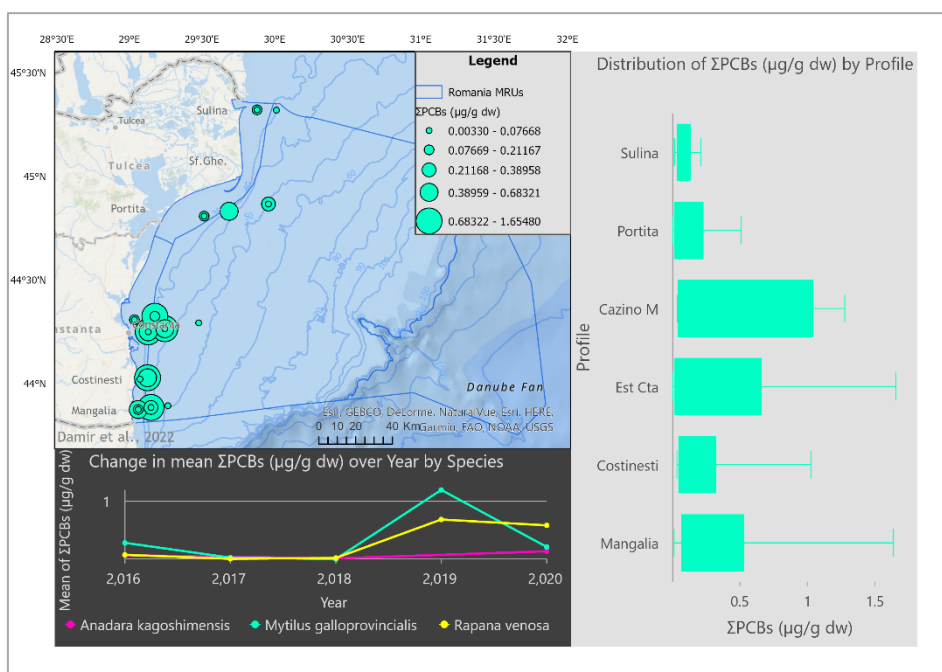 28°30'E 29°E 29°30'E 30°E 30°30'E 31°E 31°30'E 32°E
45°30'N
45°N
44°30'N
44°N
Sulina
Tulcea
Tulcea
Sf.Ghe.
Portita
Costinesti
Mangalia
Danube Fan
Esri, GEBCO, DeLorme, NaturalVue, Esri, HERE,
Garmin, FAO, NOAA, USGS
0 10 20 40 Km
Damir et al., 2022
Legend
Romania MRUs
ΣPCBs (µg/g dw)
0.00330 - 0.07668
0.07669 - 0.21167
0.21168 - 0.38958
0.38959 - 0.68321
0.68322 - 1.65480
Distribution of ΣPCBs (µg/g dw) by Profile
Profile
Sulina
Portita
Cazino M
Est Cta
Costinesti
Mangalia
0.5 1 1.5
ΣPCBs (µg/g dw)
Change in mean ΣPCBs (µg/g dw) over Year by Species
Mean of ΣPCBs (µg/g dw)
1
2,016 2,017 2,018 2,019 2,020
Year
Anadara kagoshimensis Mytilus galloprovincialis Rapana venosa